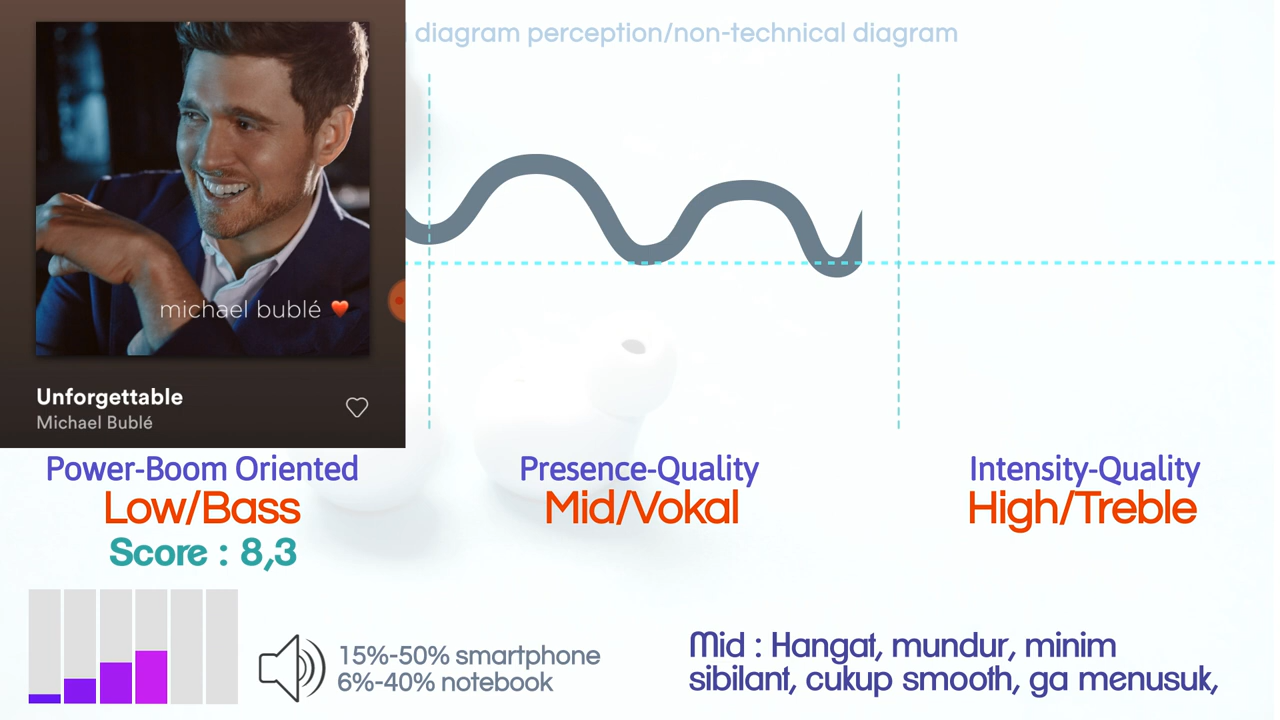 diagram perception/non-technical diagram
michael bublé ❤️
Unforgettable
Michael Bublé
Power-Boom Oriented
Low/Bass
Score : 8,3
Presence-Quality
Mid/Vokal
Intensity-Quality
High/Treble
15%-50% smartphone
6%-40% notebook
Mid : Hangat, mundur, minim
sibilant, cukup smooth, ga menusuk,